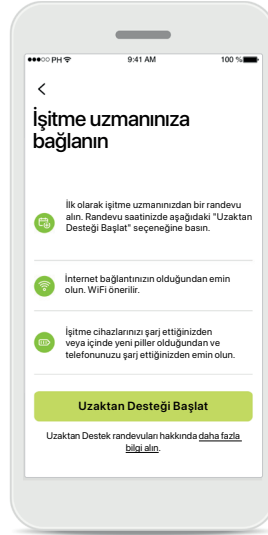 PH 9:41 AM 100 %
İşitme uzmanınıza
bağlanın
İlk olarak işitme uzmanınızdan bir randevu
alın. Randevu saatinizde aşağıdaki "Uzaktan
Desteği Başlat" seçeneğine basın.
İnternet bağlantınızın olduğundan emin
olun. WiFi önerilir.
İşitme cihazlarınızı şarj ettiğinizden
veya içinde yeni piller olduğundan ve
telefonunuzu şarj ettiğinizden emin olun.
Uzaktan Desteği Başlat
Uzaktan Destek randevuları hakkında daha fazla
bilgi alın.